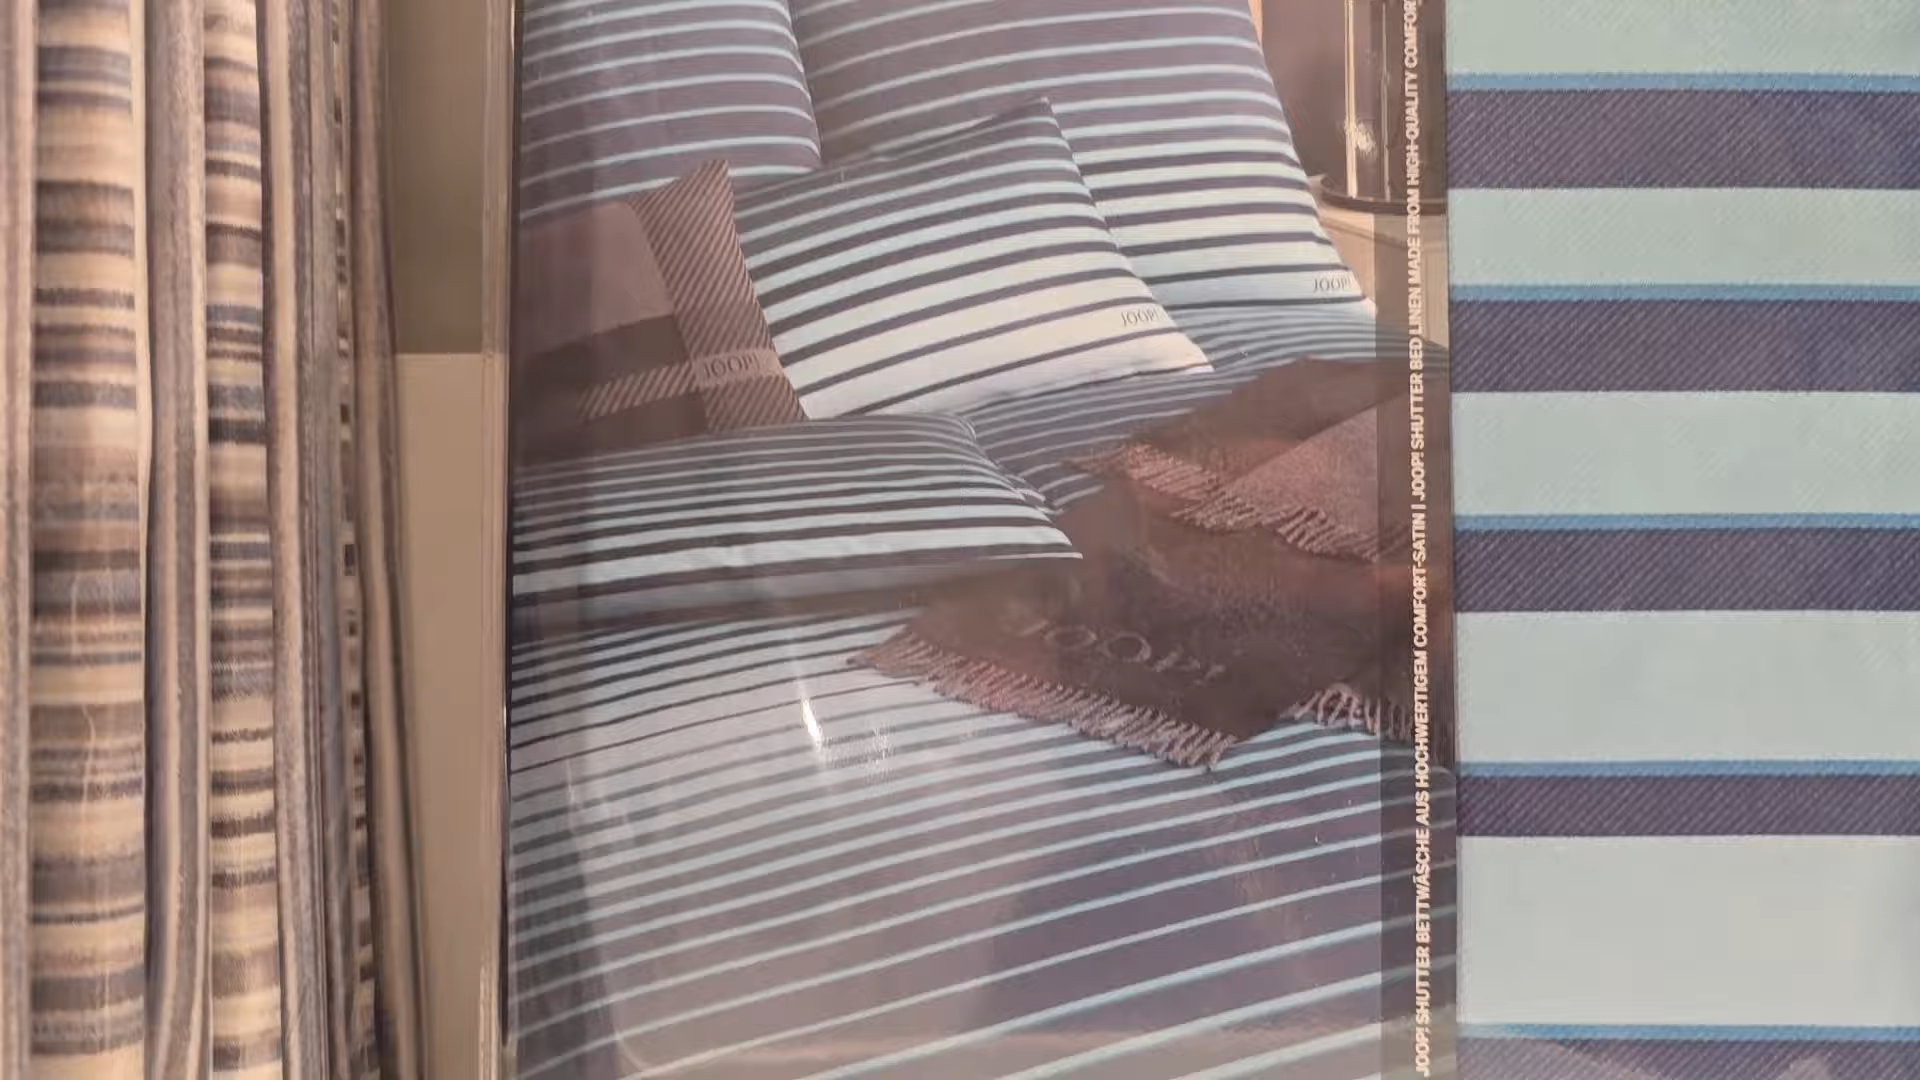 JOOP!
JOOP!
JOOP!
JOOP!
JOOP! SHUTTER BETTWÄSCHE AUS HOCHWERTIGEM COMFORT-SATIN | JOOP! SHUTTER BED LINEN MADE FROM HIGH-QUALITY COMFOR